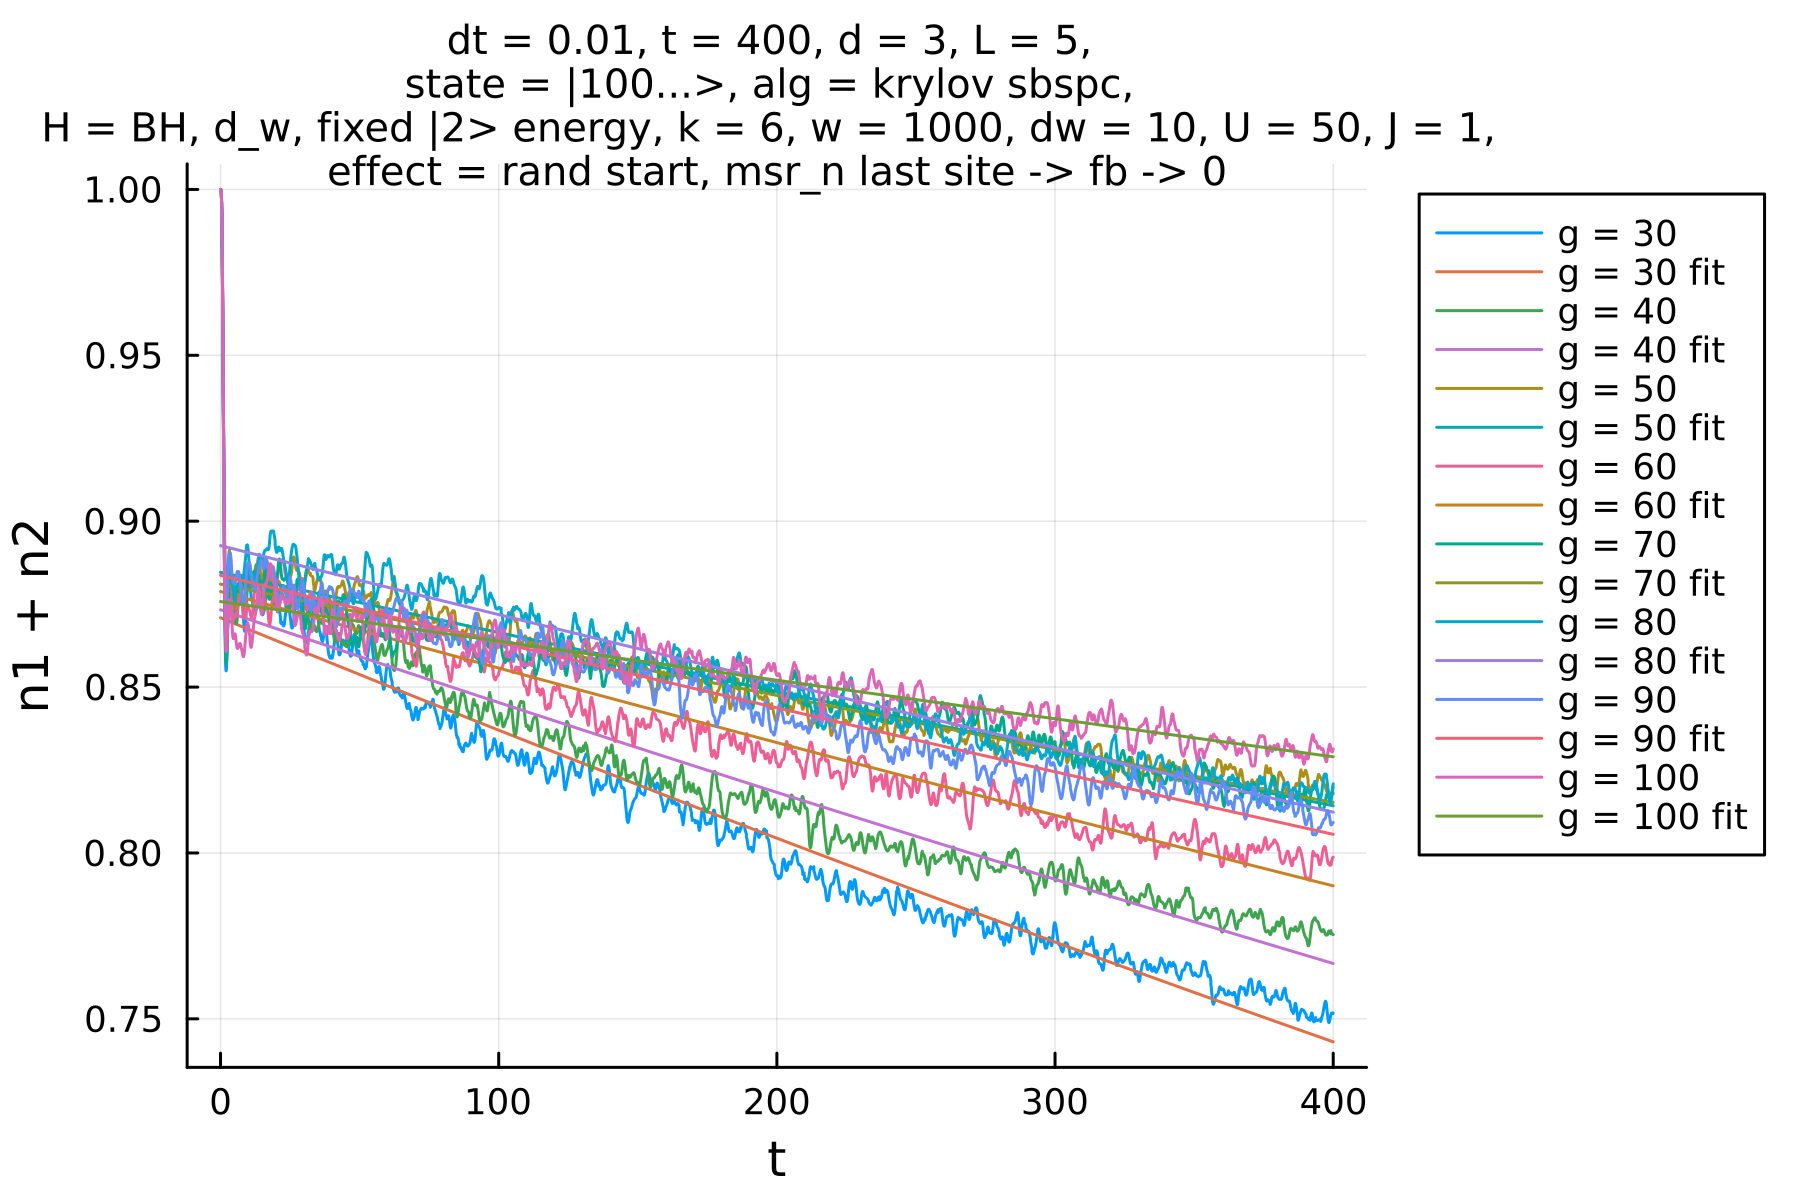 dt = 0.01, t = 400, d = 3, L = 5,
state = |100...>, alg = krylov sbspc,
H = BH, d_w, fixed |2> energy, k = 6, w = 1000, dw = 10, U = 50, J = 1,
effect = rand start, msr_n last site -> fb -> 0
1.00
0.95
0.90
0.85
0.80
0.75
n1 + n2
0 100 200 300 400
t
g = 30
g = 30 fit
g = 40
g = 40 fit
g = 50
g = 50 fit
g = 60
g = 60 fit
g = 70
g = 70 fit
g = 80
g = 80 fit
g = 90
g = 90 fit
g = 100
g = 100 fit